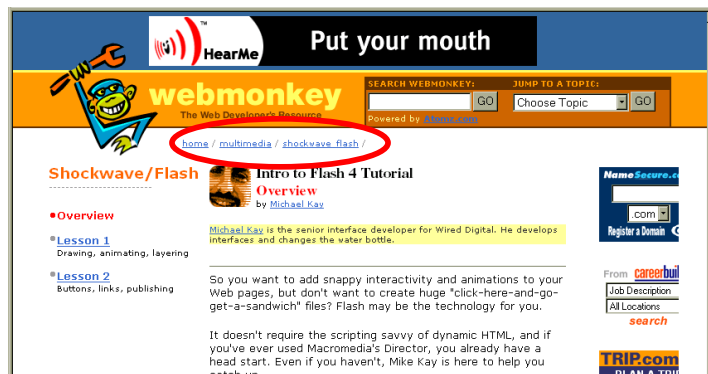 HearMe™
Put your mouth
webmonkey
The Web Developer's Resource
SEARCH WEBMONKEY:
GO
Powered by Atomz.com
JUMP TO A TOPIC:
Choose Topic
GO
home / multimedia / shockwave_flash /
Shockwave/Flash
Overview
Lesson 1
Drawing, animating, layering
Lesson 2
Buttons, links, publishing
Intro to Flash 4 Tutorial
Overview
by Michael Kay
Michael Kay is the senior interface developer for Wired Digital. He develops
interfaces and changes the water bottle.
So you want to add snappy interactivity and animations to your
Web pages, but don't want to create huge "click-here-and-go-
get-a-sandwich" files? Flash may be the technology for you.
It doesn't require the scripting savvy of dynamic HTML, and if
you've ever used Macromedia's Director, you already have a
head start. Even if you haven't, Mike Kay is here to help you
NameSecure.c
.com
Register a Domain
From careerbuil
Job Description
All Locations
search
TRIP.com